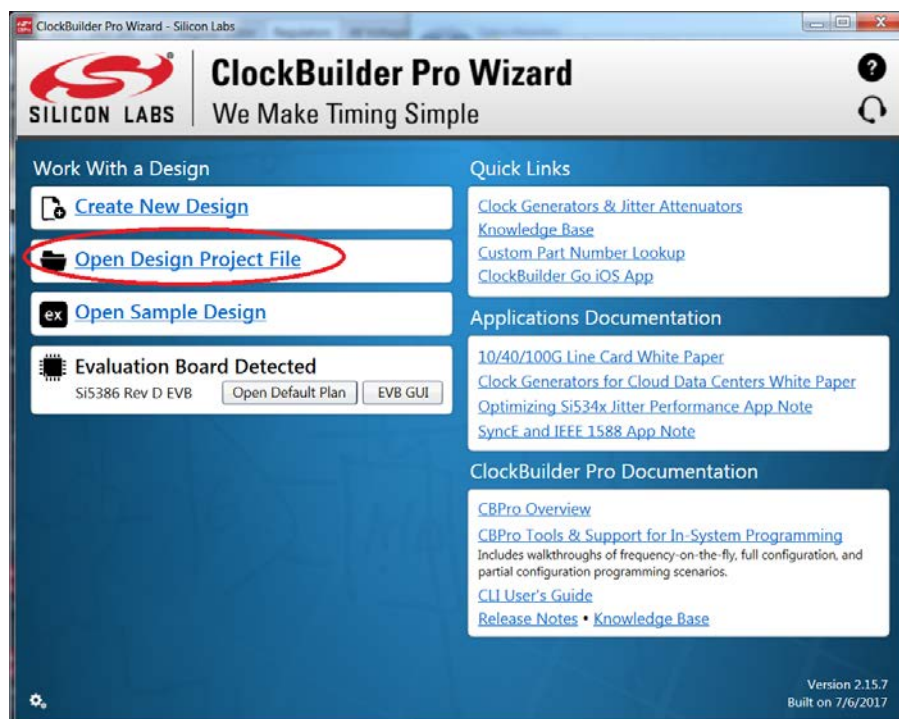 ClockBuilder Pro Wizard - Silicon Labs
SILICON LABS
ClockBuilder Pro Wizard
We Make Timing Simple
Work With a Design
Create New Design
Open Design Project File
ex Open Sample Design
Evaluation Board Detected
Si5386 Rev D EVB Open Default Plan EVB GUI
Quick Links
Clock Generators & Jitter Attenuators
Knowledge Base
Custom Part Number Lookup
ClockBuilder Go iOS App
Applications Documentation
10/40/100G Line Card White Paper
Clock Generators for Cloud Data Centers White Paper
Optimizing Si534x Jitter Performance App Note
SyncE and IEEE 1588 App Note
ClockBuilder Pro Documentation
CBPro Overview
CBPro Tools & Support for In-System Programming
Includes walkthroughs of frequency-on-the-fly, full configuration, and
partial configuration programming scenarios.
CLI User's Guide
Release Notes • Knowledge Base
Version 2.15.7
Built on 7/6/2017